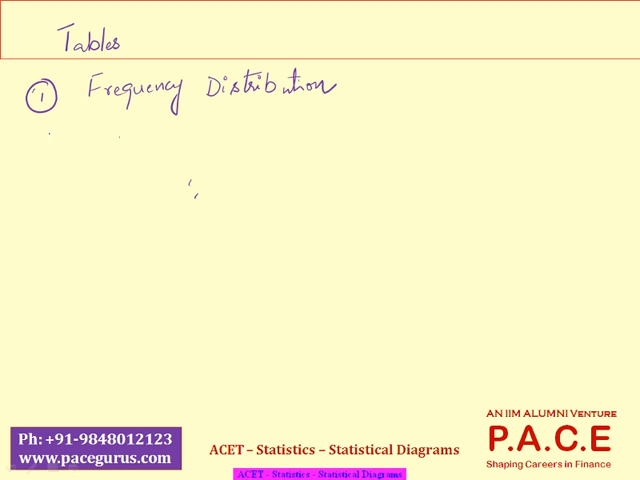 Tables
1 Frequency Distribution
AN IIM ALUMNI VENTURE
Ph: +91-9848012123
www.pacegurus.com
ACET – Statistics – Statistical Diagrams
P.A.C.E
Shaping Careers in Finance
ACET - Statistics - Statistical Diagrams